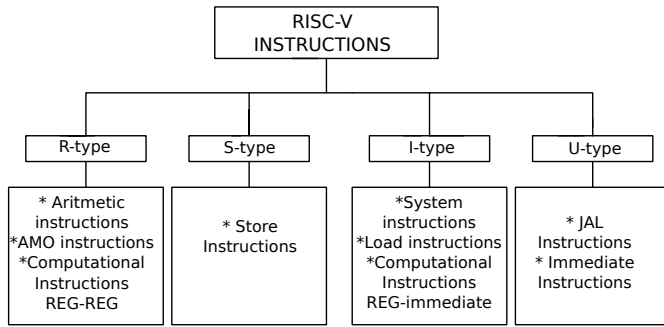 RISC-V
INSTRUCTIONS
R-type
S-type
I-type
U-type
* Aritmetic
instructions
*AMO instructions
*Computational
Instructions
REG-REG
* Store
Instructions
*System
instructions
*Load instructions
*Computational
Instructions
REG-immediate
* JAL
Instructions
* Immediate
Instructions